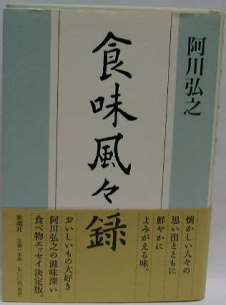 阿川弘之
食味風々録
懐かしい人々の
思い出とともに
鮮やかに
よみがえる味。
おいしいもの大好き
阿川弘之の滋味深い
食べ物エッセイ決定版。
新潮社